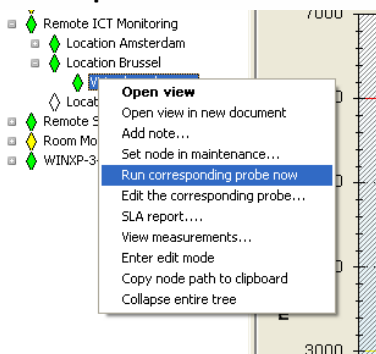 7000
Remote ICT Monitoring
Location Amsterdam
Location Brussel
Locat
Remote S
Room Mo
WINXP-3-
Open view
Open view in new document
Add note...
Set node in maintenance...
Run corresponding probe now
Edit the corresponding probe...
SLA report....
View measurements...
Enter edit mode
Copy node path to clipboard
Collapse entire tree
3000